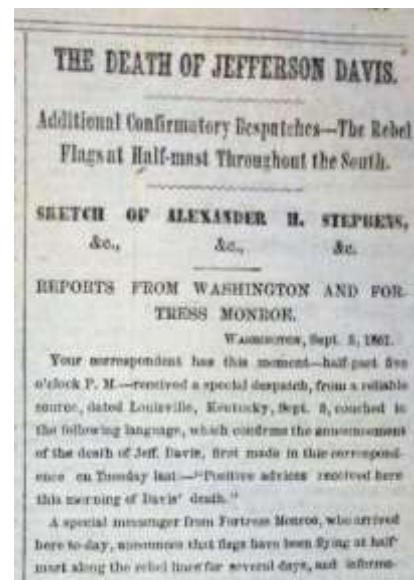 THE DEATH OF JEFFERSON DAVIS.
Additional Confirmatory Despatches—The Rebel
Flags at Half-mast Throughout the South.
SKETCH OF ALEXANDER H. STEPHENS,
&c., &c., &c.
REPORTS FROM WASHINGTON AND FOR-
TRESS MONROE.
WASHINGTON, Sept. 5, 1861.
Your correspondent has this moment—half-past five
o'clock P. M.—received a special despatch, from a reliable
source, dated Louisville, Kentucky, Sept. 5, couched in
the following language, which confirms the announcement
of the death of Jeff. Davis, first made in this correspond-
ence on Tuesday last:—"Positive advices received here
this morning of Davis' death."
A special messenger from Fortress Monroe, who arrived
here to-day, announces that flags have been flying at half-
mast along the rebel lines for several days, and informa-